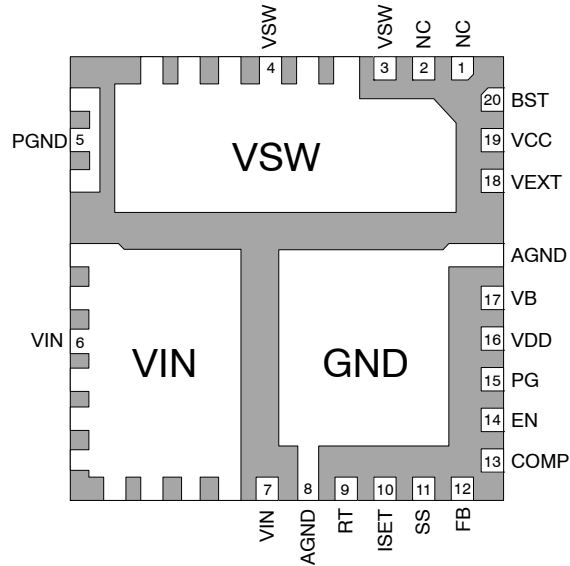 VSW
VSW
NC
NC
4
3
2
1
20 BST
PGND 5
19 VCC
VSW
18 VEXT
AGND
17 VB
VIN 6
16 VDD
VIN
GND
15 PG
14 EN
13 COMP
7
8
9
10
11
12
VIN
AGND
RT
ISET
SS
FB